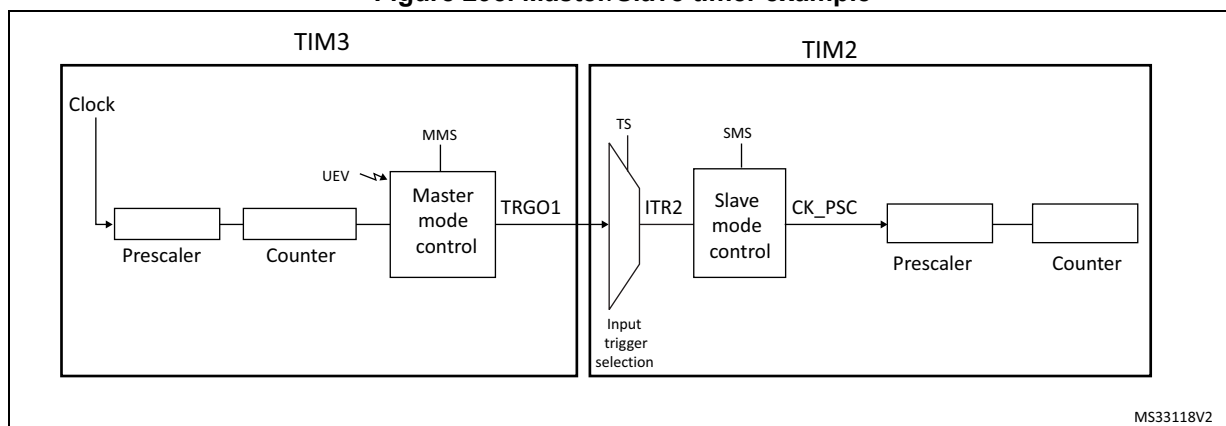 Figure Master/Slave timer example
TIM3
TIM2
Clock
MMS
TS
SMS
UEV
Master
mode
control
TRGO1
ITR2
Slave
mode
control
CK_PSC
Prescaler
Counter
Prescaler
Counter
Input
trigger
selection
MS33118V2